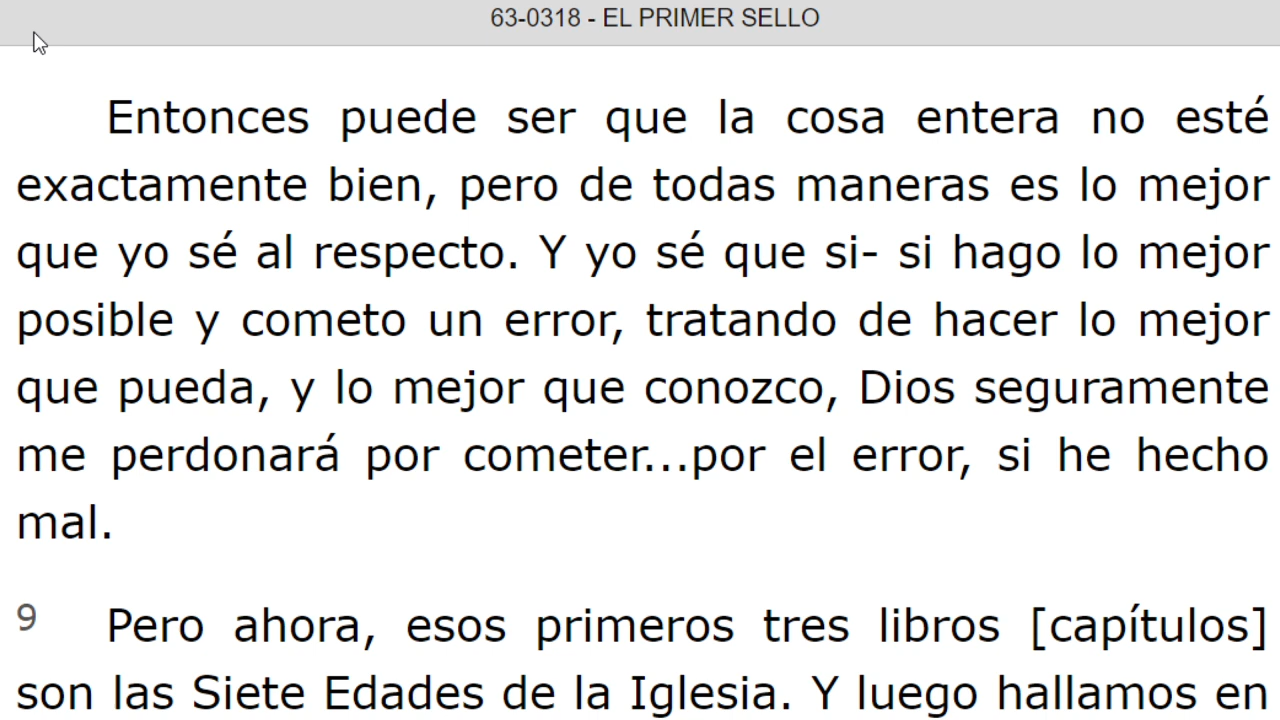 63-0318 - EL PRIMER SELLO
Entonces puede ser que la cosa entera no esté
exactamente bien, pero de todas maneras es lo mejor
que yo sé al respecto. Y yo sé que si- si hago lo mejor
posible y cometo un error, tratando de hacer lo mejor
que pueda, y lo mejor que conozco, Dios seguramente
me perdonará por cometer...por el error, si he hecho
mal.
9 Pero ahora, esos primeros tres libros [capítulos]
son las Siete Edades de la Iglesia. Y luego hallamos en